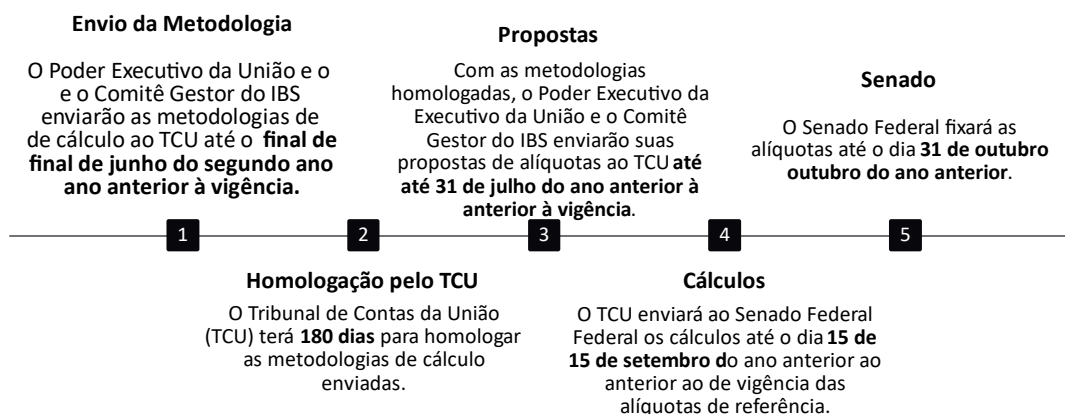 Envio da Metodologia
O Poder Executivo da União e o
e o Comitê Gestor do IBS
enviarão as metodologias de
de cálculo ao TCU até o final de
final de junho do segundo ano
ano anterior à vigência.
Propostas
Com as metodologias
homologadas, o Poder Executivo da
Executivo da União e o Comitê
Gestor do IBS enviarão suas
propostas de alíquotas ao TCU até
até 31 de julho do ano anterior à
anterior à vigência.
Senado
O Senado Federal fixará as
alíquotas até o dia 31 de outubro
outubro do ano anterior.
1
2
3
4
5
Homologação pelo TCU
O Tribunal de Contas da União
(TCU) terá 180 dias para homologar
as metodologias de cálculo
enviadas.
Cálculos
O TCU enviará ao Senado Federal
Federal os cálculos até o dia 15 de
15 de setembro do ano anterior ao
anterior ao de vigência das
alíquotas de referência.